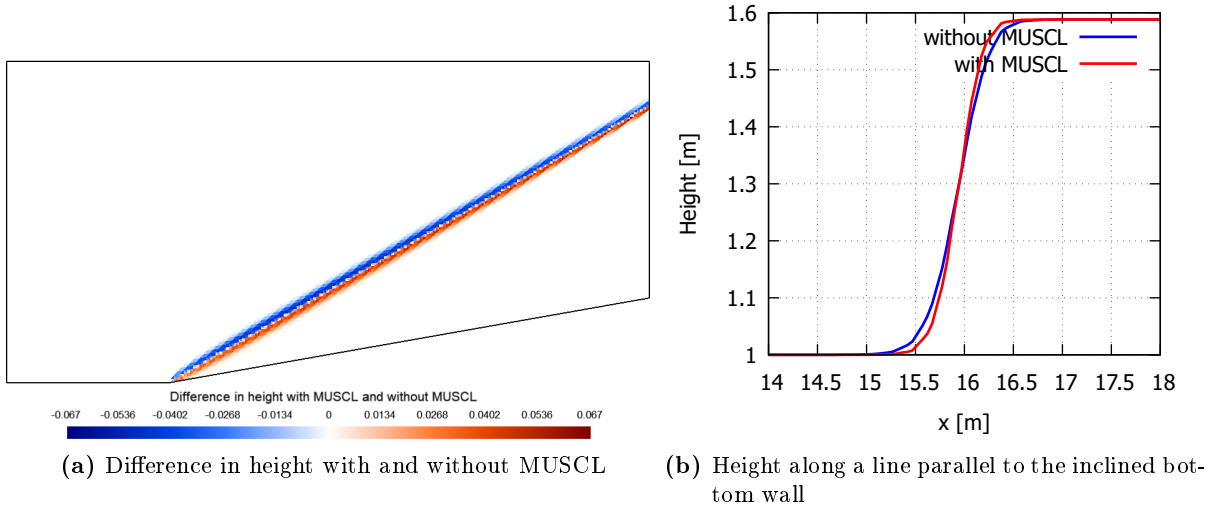 Difference in height with MUSCL and without MUSCL
-0.067 -0.0536 -0.0402 -0.0268 -0.0134 0 0.0134 0.0268 0.0402 0.0536 0.067
(a) Difference in height with and without MUSCL
1.6
1.5
1.4
1.3
1.2
1.1
1
Height [m]
without MUSCL
with MUSCL
14 14.5 15 15.5 16 16.5 17 17.5 18
x [m]
(b) Height along a line parallel to the inclined bot-
tom wall